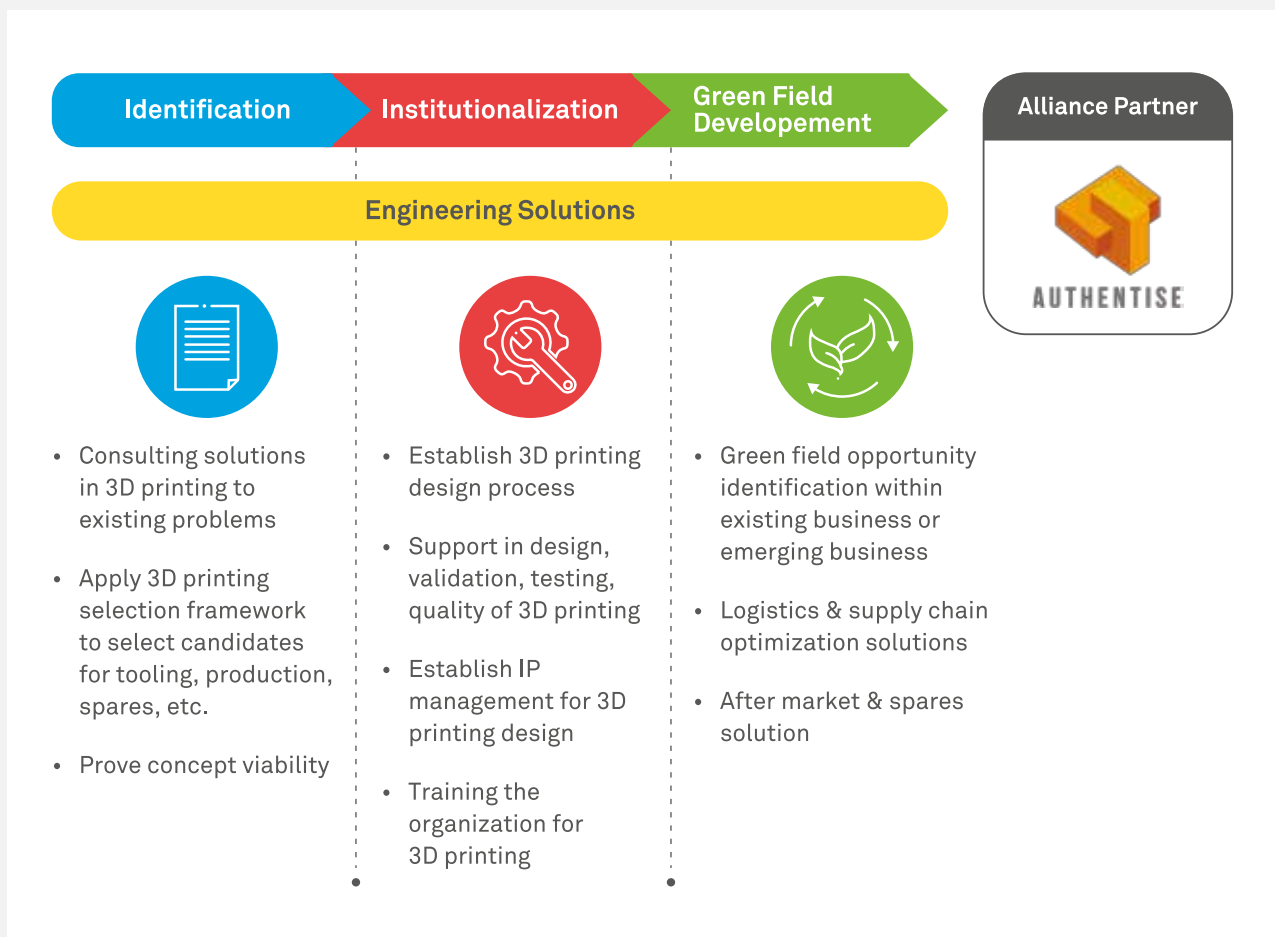 Identification
Institutionalization
Green Field
Developement
Alliance Partner
AUTHENTISE
Engineering Solutions
• Consulting solutions
in 3D printing to
existing problems
• Apply 3D printing
selection framework
to select candidates
for tooling, production,
spares, etc.
• Prove concept viability
• Establish 3D printing
design process
• Support in design,
validation, testing,
quality of 3D printing
• Establish IP
management for 3D
printing design
• Training the
organization for
3D printing
• Green field opportunity
identification within
existing business or
emerging business
• Logistics & supply chain
optimization solutions
• After market & spares
solution